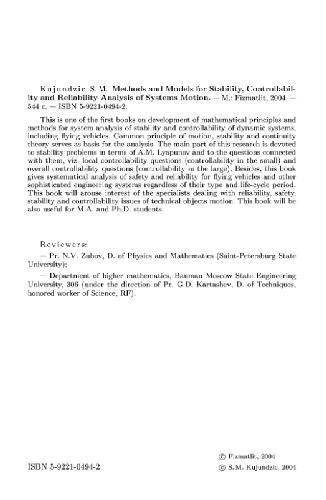 Kujundzic S.M. Methods and Models for Stability, Controllabil-
ity and Reliability Analysis of Systems Motion. — M.: Fizmatlit, 2004. —
544 c. — ISBN 5-9221-0494-2.
This is one of the first books on development of mathematical principles and
methods for system analysis of stability and controllability of dynamic systems,
including flying vehicles. Common principle of motion, stability and continuity
theory serves as basis for the analysis. The main part of this research is devoted
to stability problems in terms of A.M. Lyapunov and to the questions connected
with them, viz. local controllability questions (controllability in the small) and
overall controllability questions (controllability in the large). Besides, this book
gives systematical analysis of safety and reliability for flying vehicles and other
sophisticated engineering systems regardless of their type and life-cycle period.
This book will arouse interest of the specialists dealing with reliability, safety,
stability and controllability issues of technical objects motion. This book will be
also useful for M.A. and Ph.D. students.
Reviewers:
— Pr. N.V. Zubov, D. of Physics and Mathematics (Saint-Petersburg State
University);
— Department of higher mathematics, Bauman Moscow State Engineering
University, 306 (under the direction of Pr. G.D. Kartashov, D. of Techniques,
honored worker of Science, RF).
© Fizmatlit, 2004
ISBN 5-9221-0494-2
© S.M. Kujundzic, 2004